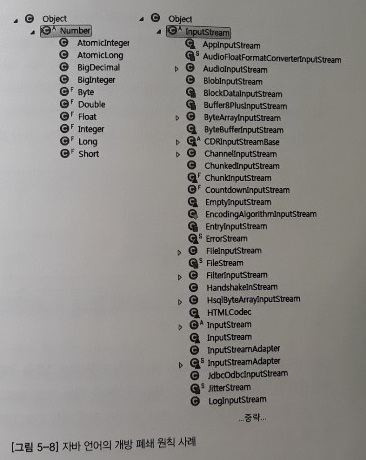 Object
Number
AtomicInteger
AtomicLong
BigDecimal
BigInteger
Byte
Double
Float
Integer
Long
Short
Object
InputStream
AppInputStream
AudioFloatFormatConverterInputStream
AudioInputStream
BlobInputStream
BlockDataInputStream
Buffer8PlusInputStream
ByteArrayInputStream
ByteBufferInputStream
CDRInputStreamBase
ChannelInputStream
ChunkedInputStream
ChunkInputStream
CountdownInputStream
EmptyInputStream
EncodingAlgorithmInputStream
EntryInputStream
ErrorStream
FileInputStream
FileStream
FilterInputStream
HandshakeInStream
HsqlByteArrayInputStream
HTMLCodec
InputStream
InputStream
InputStreamAdapter
InputStreamAdapter
JdbcOdbcInputStream
JitterStream
LogInputStream
...중략...
[그림 5-8] 자바 언어의 개방 폐쇄 원칙 사례